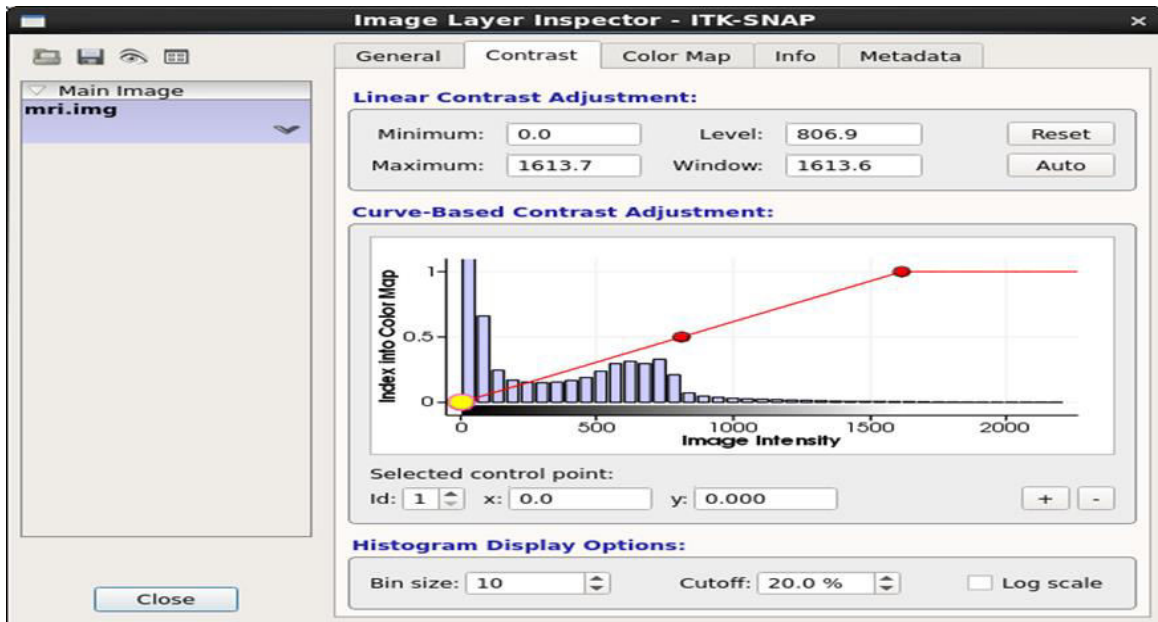 Image Layer Inspector - ITK-SNAP
General Contrast Color Map Info Metadata
Main Image
mri.img
Linear Contrast Adjustment:
Minimum: 0.0 Level: 806.9 Reset
Maximum: 1613.7 Window: 1613.6 Auto
Curve-Based Contrast Adjustment:
Index into Color Map
1
0.5
0
0 500 1000 1500 2000
Image Intensity
Selected control point:
Id: 1 x: 0.0 y: 0.000 + -
Histogram Display Options:
Bin size: 10 Cutoff: 20.0 % Log scale
Close